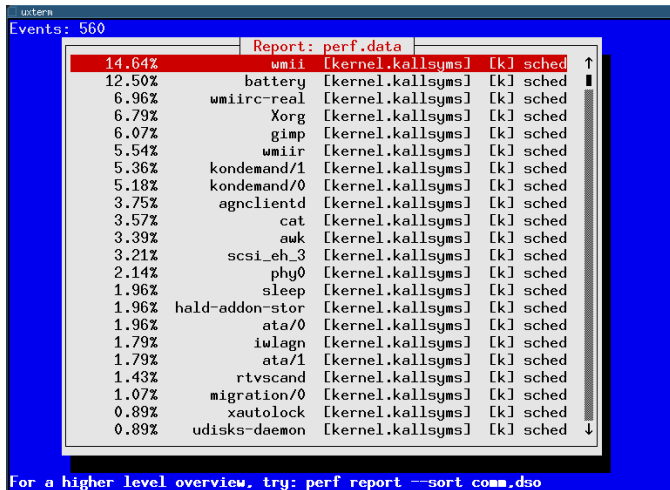 uxterm
Events: 560
Report: perf.data
14.64% wmii [kernel.kallsyms] [k] sched ↑
12.50% battery [kernel.kallsyms] [k] sched
6.96% wmiirc-real [kernel.kallsyms] [k] sched
6.79% Xorg [kernel.kallsyms] [k] sched
6.07% gimp [kernel.kallsyms] [k] sched
5.54% wmiir [kernel.kallsyms] [k] sched
5.36% kondemand/1 [kernel.kallsyms] [k] sched
5.18% kondemand/0 [kernel.kallsyms] [k] sched
3.75% agnclientd [kernel.kallsyms] [k] sched
3.57% cat [kernel.kallsyms] [k] sched
3.39% awk [kernel.kallsyms] [k] sched
3.21% scsi_eh_3 [kernel.kallsyms] [k] sched
2.14% phy0 [kernel.kallsyms] [k] sched
1.96% sleep [kernel.kallsyms] [k] sched
1.96% hald-addon-stor [kernel.kallsyms] [k] sched
1.96% ata/0 [kernel.kallsyms] [k] sched
1.79% iwlagn [kernel.kallsyms] [k] sched
1.79% ata/1 [kernel.kallsyms] [k] sched
1.43% rtvscand [kernel.kallsyms] [k] sched
1.07% migration/0 [kernel.kallsyms] [k] sched
0.89% xautolock [kernel.kallsyms] [k] sched
0.89% udisks-daemon [kernel.kallsyms] [k] sched ↓
For a higher level overview, try: perf report --sort comm,dso